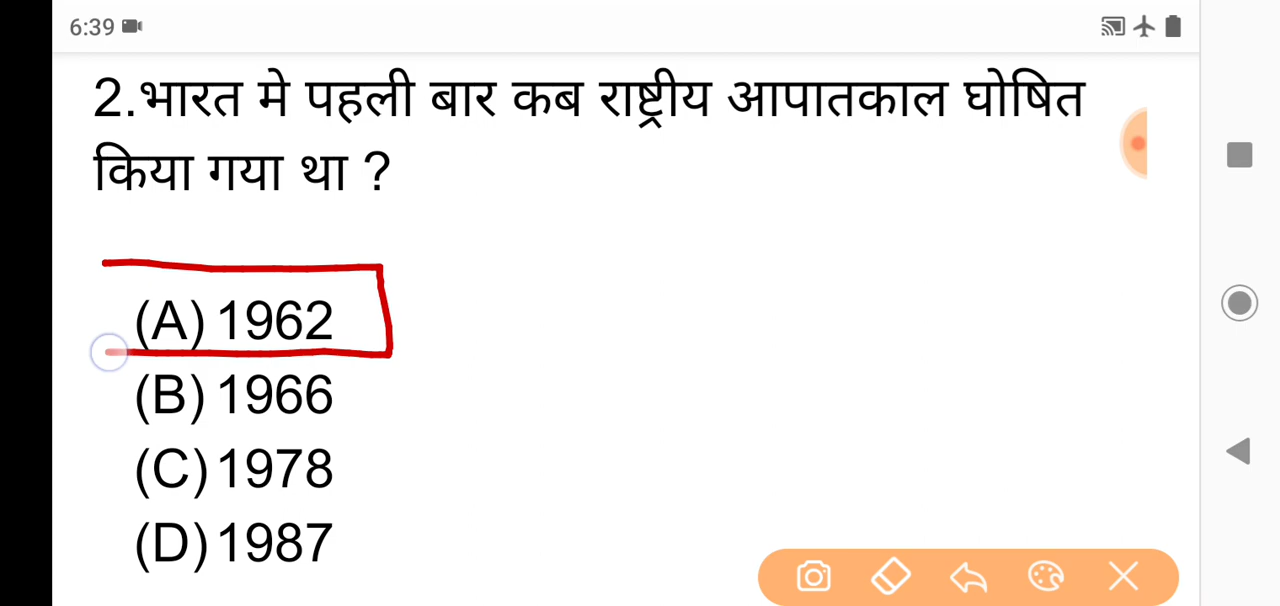 6:39
2.भारत मे पहली बार कब राष्ट्रीय आपातकाल घोषित
किया गया था ?
(A) 1962
(B) 1966
(C) 1978
(D) 1987